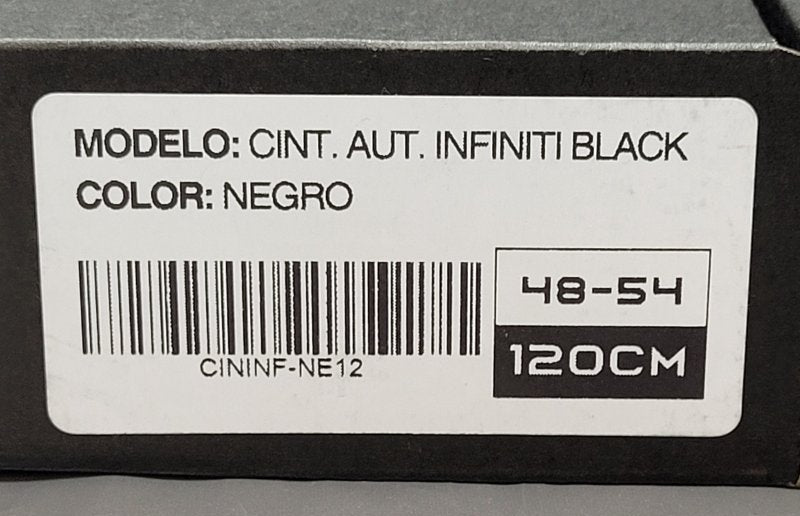 MODELO: CINT. AUT. INFINITI BLACK
COLOR: NEGRO
48-54
120CM
CININF-NE12